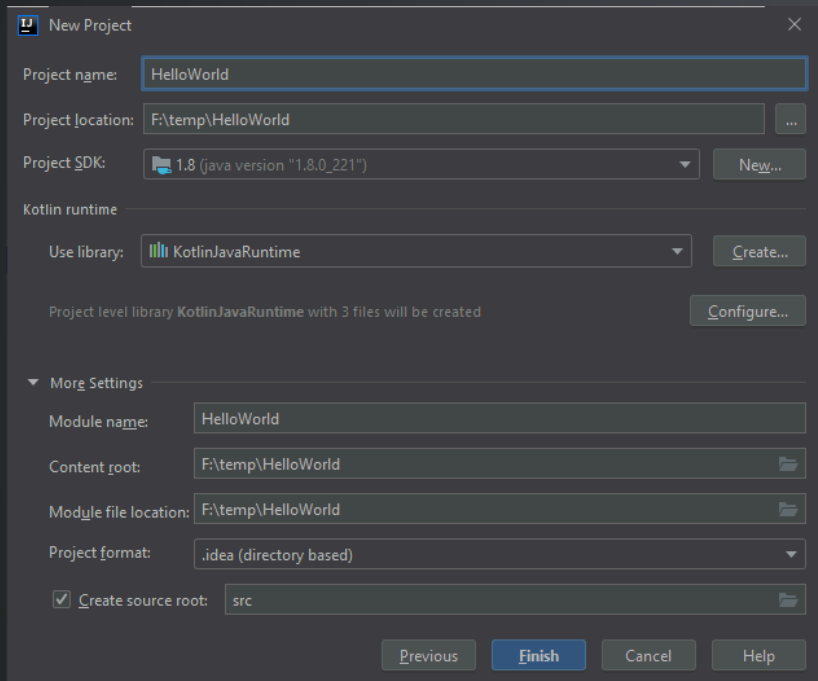 IJ New Project
Project name: HelloWorld
Project location: F:\temp\HelloWorld ...
Project SDK: 1.8 (java version "1.8.0_221") New...
Kotlin runtime
Use library: KotlinJavaRuntime Create...
Project level library KotlinJavaRuntime with 3 files will be created Configure...
More Settings
Module name: HelloWorld
Content root: F:\temp\HelloWorld
Module file location: F:\temp\HelloWorld
Project format: .idea (directory based)
Create source root: src
Previous Finish Cancel Help